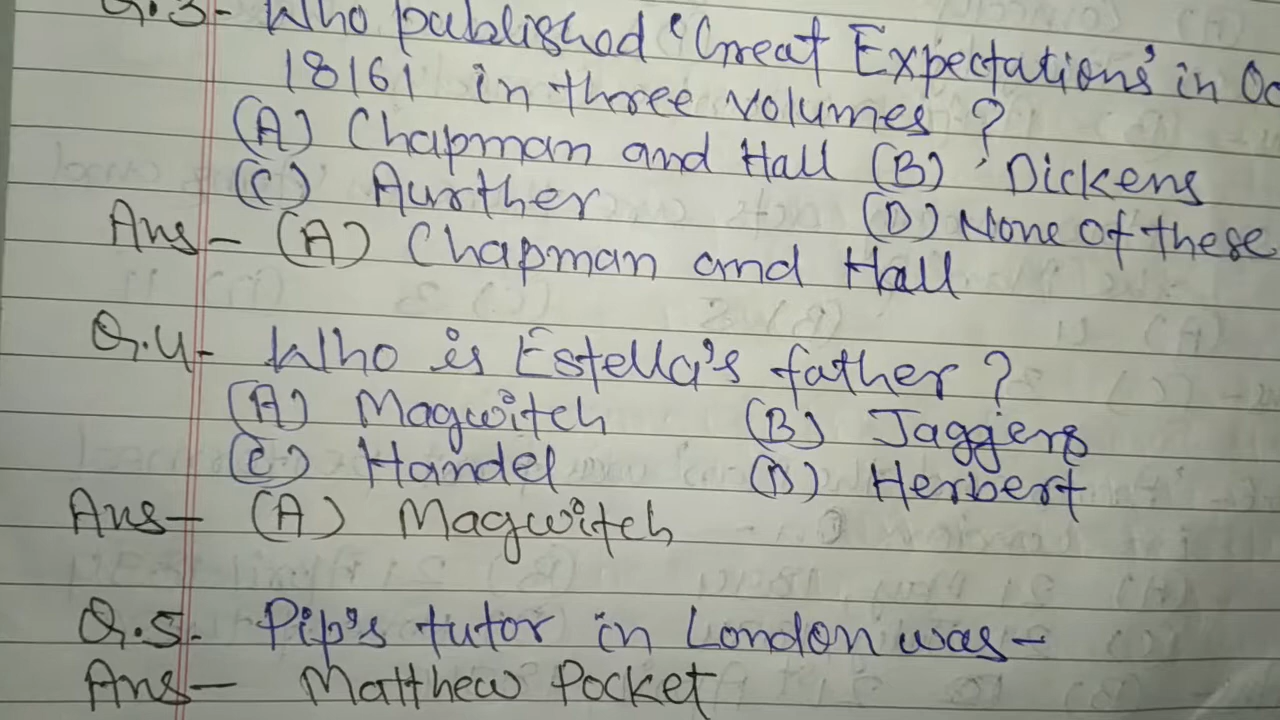 Q.3- Who published 'Great Expectations' in Oc
18161 in three volumes ?
(A) Chapman and Hall (B) Dickens
(C) Aurther (D) None of these
Ans- (A) Chapman and Hall
Q.4- Who is Estella's father ?
(A) Magwitch (B) Jaggers
(C) Handel (D) Herbert
Ans- (A) Magwitch
Q.5- Pip's tutor in London was-
Ans- Matthew Pocket